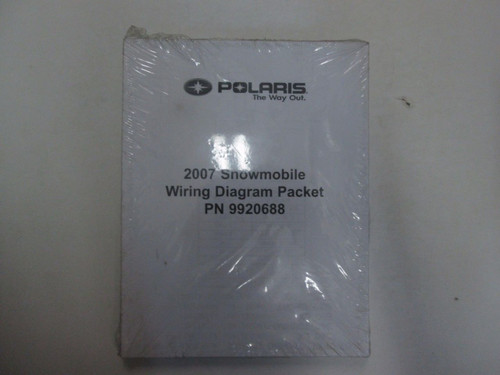 POLARIS
The Way Out.
2007 Snowmobile
Wiring Diagram Packet
PN 9920688